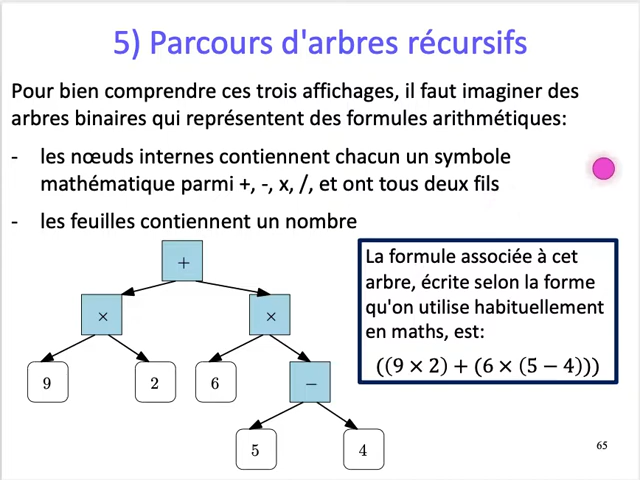 5) Parcours d'arbres récursifs
Pour bien comprendre ces trois affichages, il faut imaginer des
arbres binaires qui représentent des formules arithmétiques:
- les nœuds internes contiennent chacun un symbole
mathématique parmi +, -, x, /, et ont tous deux fils
- les feuilles contiennent un nombre
+
× ×
9 2 6 −
5 4
La formule associée à cet
arbre, écrite selon la forme
qu'on utilise habituellement
en maths, est:
((9 × 2) + (6 × (5 − 4)))
65